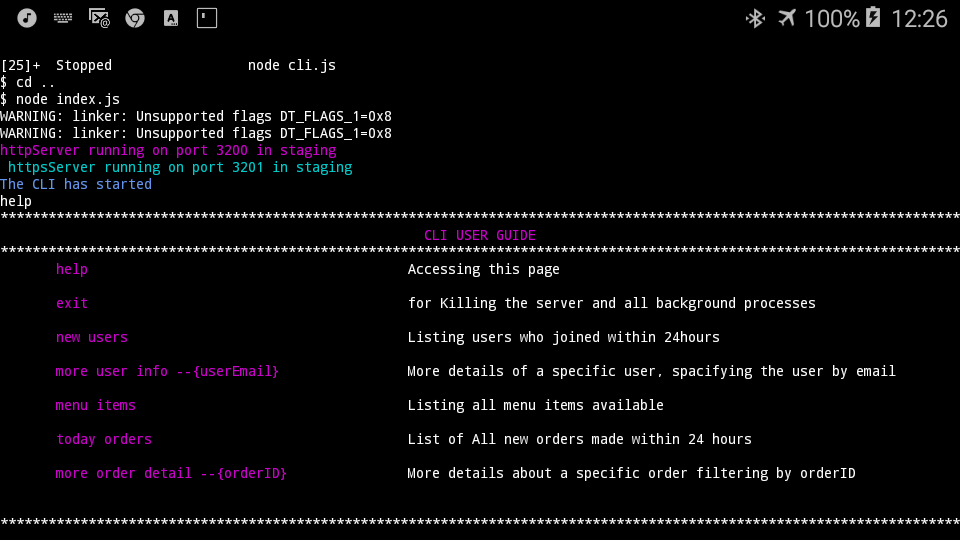 100% 12:26
[25]+ Stopped node cli.js
$ cd ..
$ node index.js
WARNING: linker: Unsupported flags DT_FLAGS_1=0x8
WARNING: linker: Unsupported flags DT_FLAGS_1=0x8
httpServer running on port 3200 in staging
httpsServer running on port 3201 in staging
The CLI has started
help
************************************************************************************************************************
CLI USER GUIDE
************************************************************************************************************************
help Accessing this page
exit for Killing the server and all background processes
new users Listing users who joined within 24hours
more user info --{userEmail} More details of a specific user, spacifying the user by email
menu items Listing all menu items available
today orders List of All new orders made within 24 hours
more order detail --{orderID} More details about a specific order filtering by orderID
************************************************************************************************************************